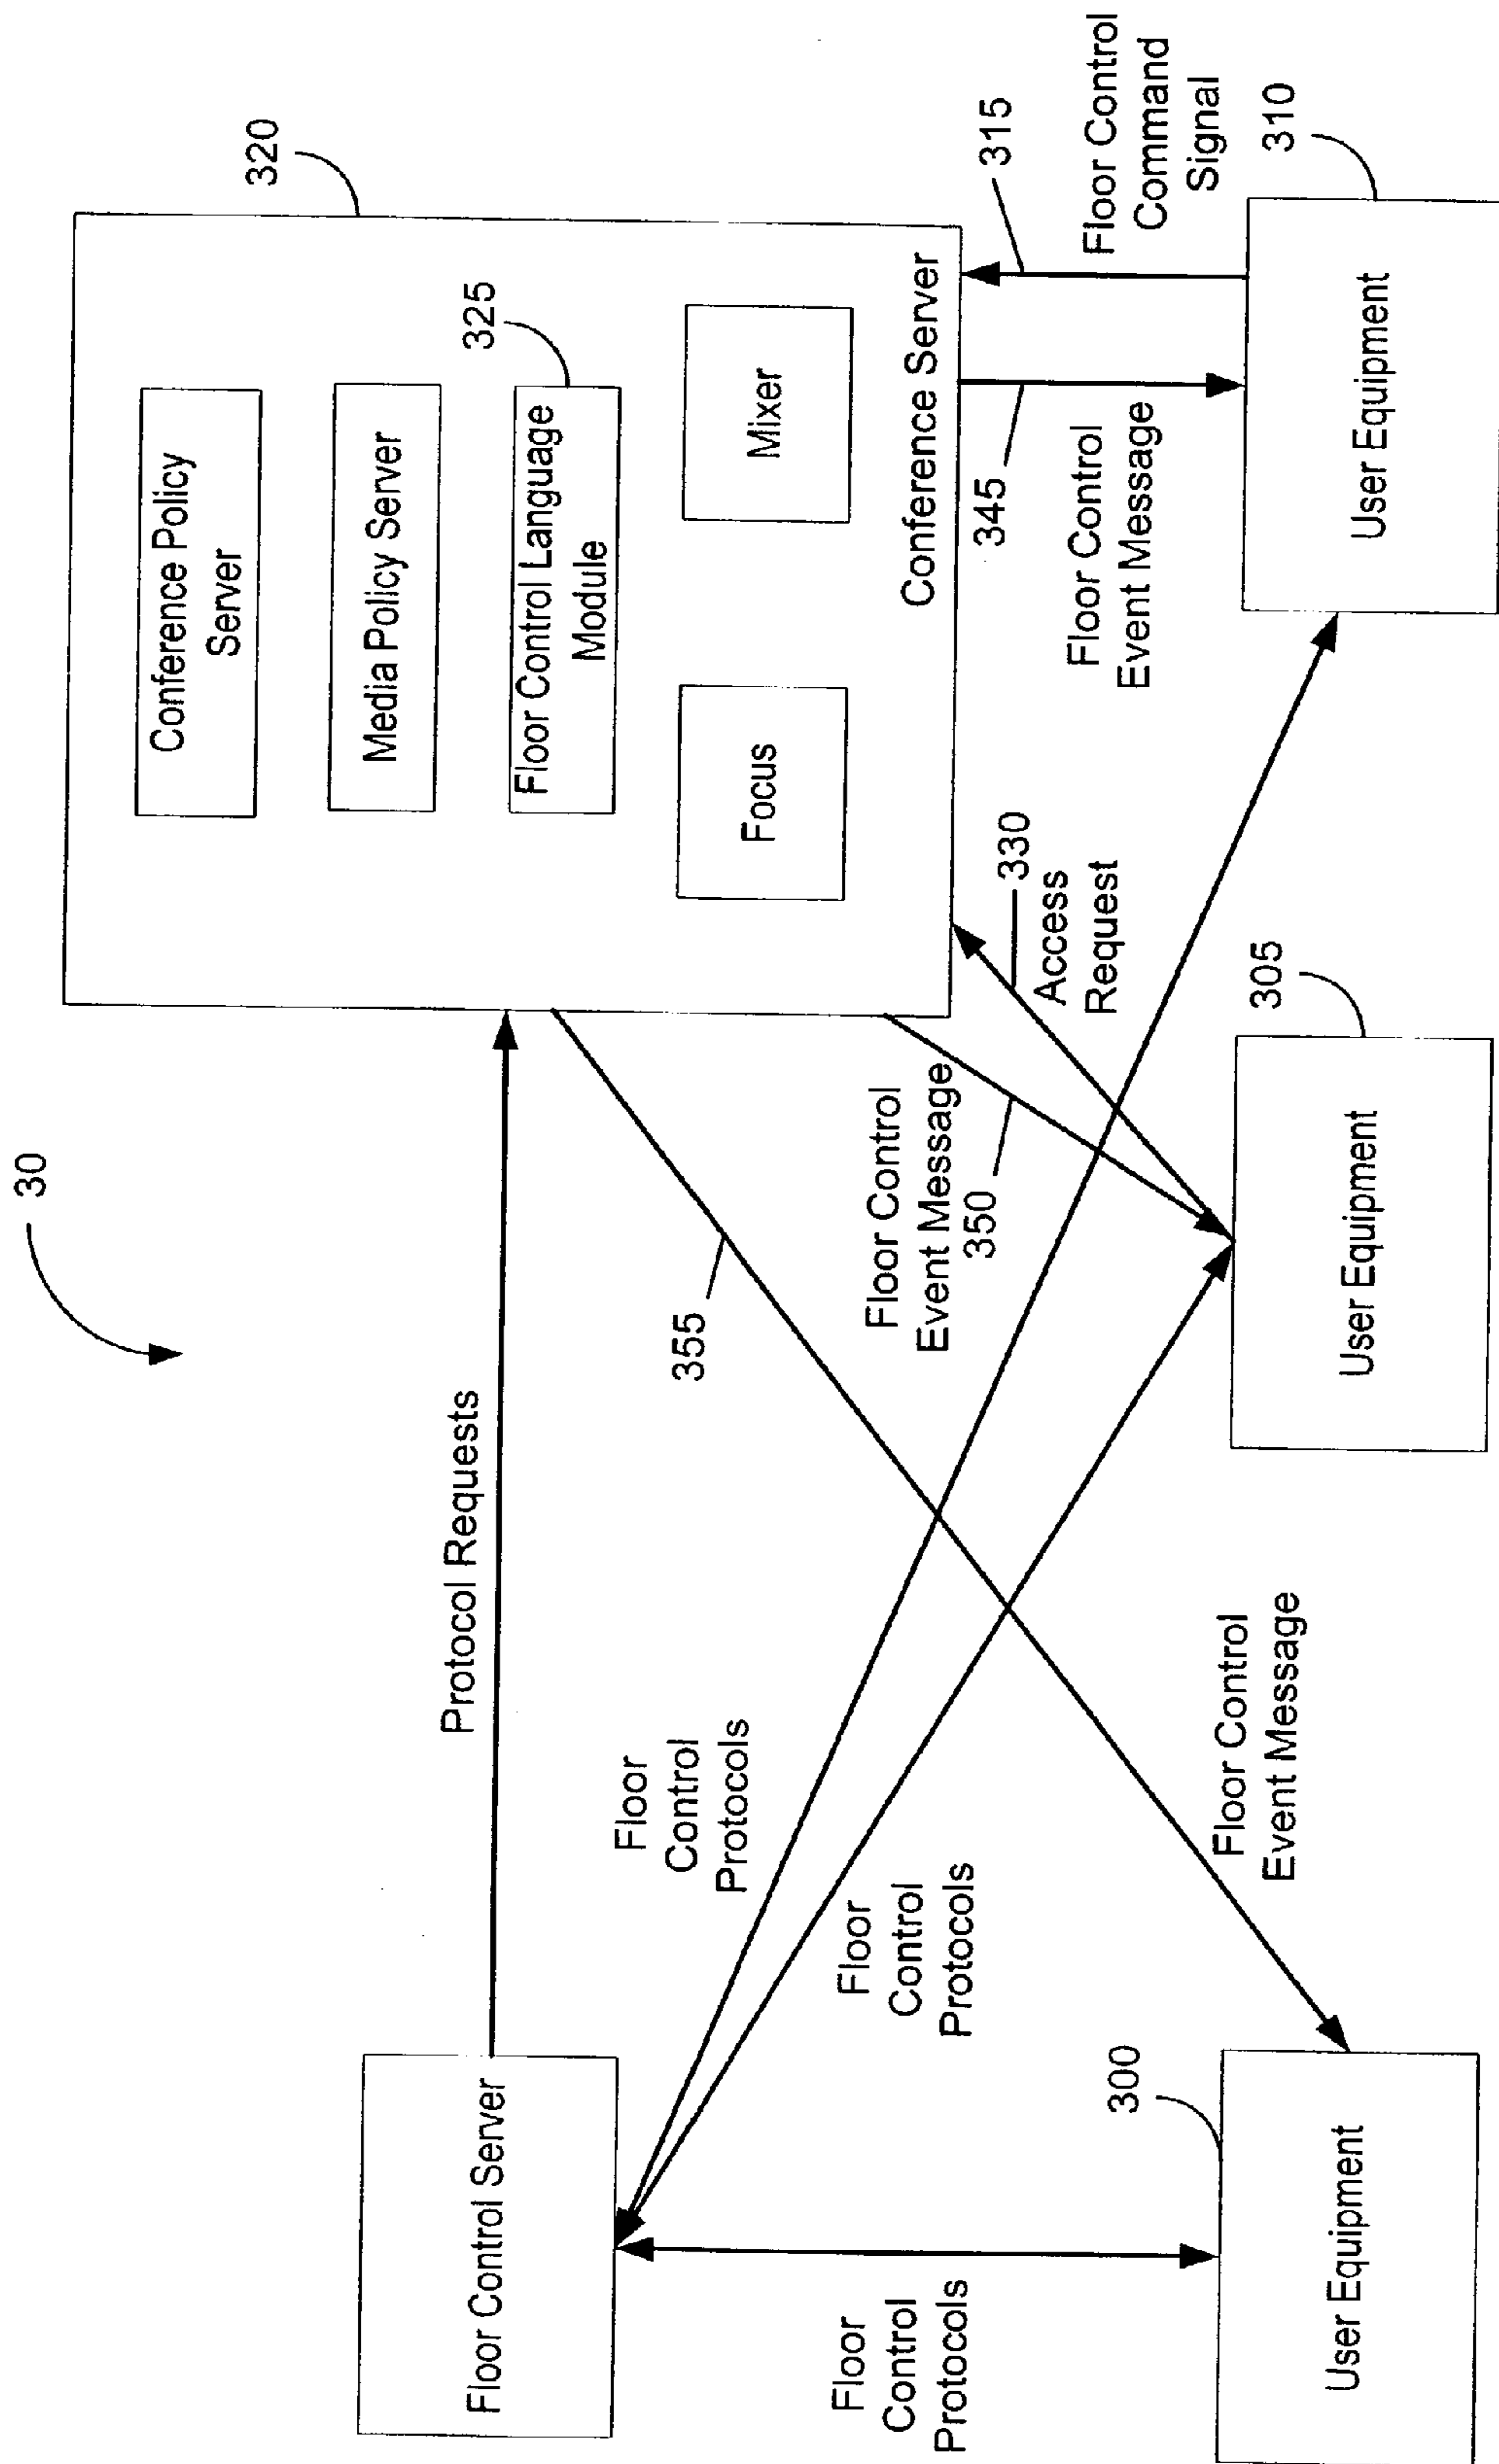 30
320
Conference Policy
Server
Media Policy Server
325
Floor Control Language
Module
Focus
Mixer
Conference Server
Floor Control Server
Protocol Requests
355
Floor
Control
Protocols
Floor
Control
Protocols
Floor
Control
Protocols
Floor Control
Event Message
350
330
Access
Request
345
Floor Control
Event Message
315
Floor Control
Command
Signal
Floor Control
Event Message
300
User Equipment
305
User Equipment
310
User Equipment